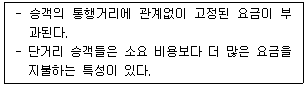 - 승객의 통행거리에 관계없이 고정된 요금이 부
과된다.
- 단거리 승객들은 소요 비용보다 더 많은 요금을
지불하는 특성이 있다.